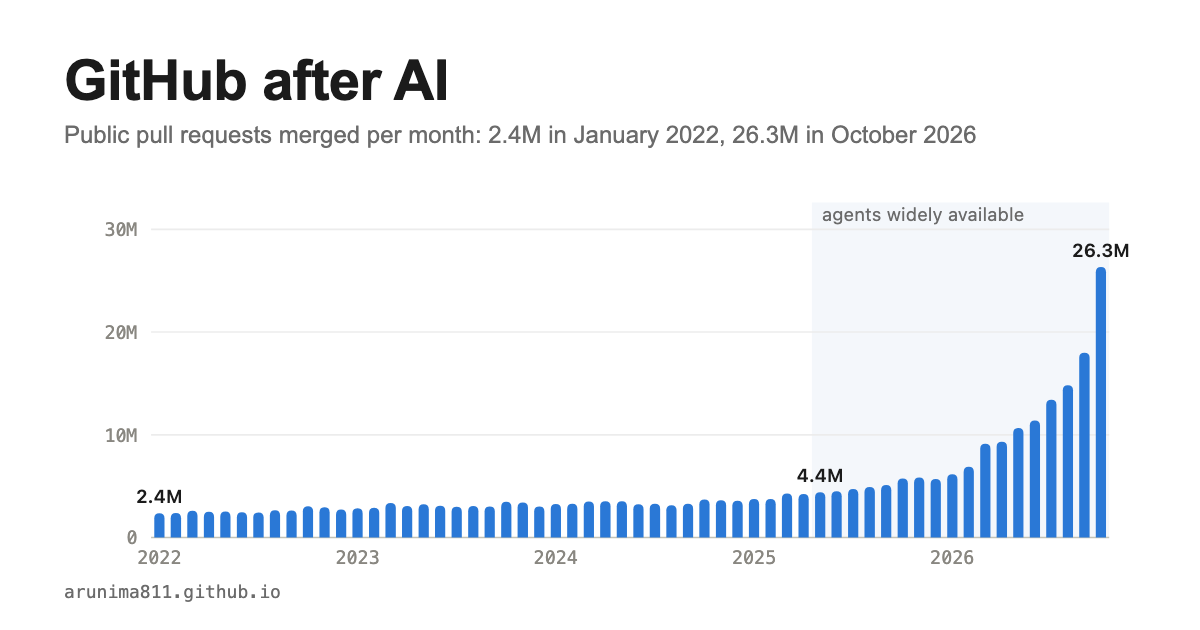 GitHub after AI
Public pull requests merged per month: 2.4M in January 2022, 26.3M in October 2026
agents widely available
30M
26.3M
20M
10M
4.4M
2.4M
0
2022 2023 2024 2025 2026
arunima811.github.io